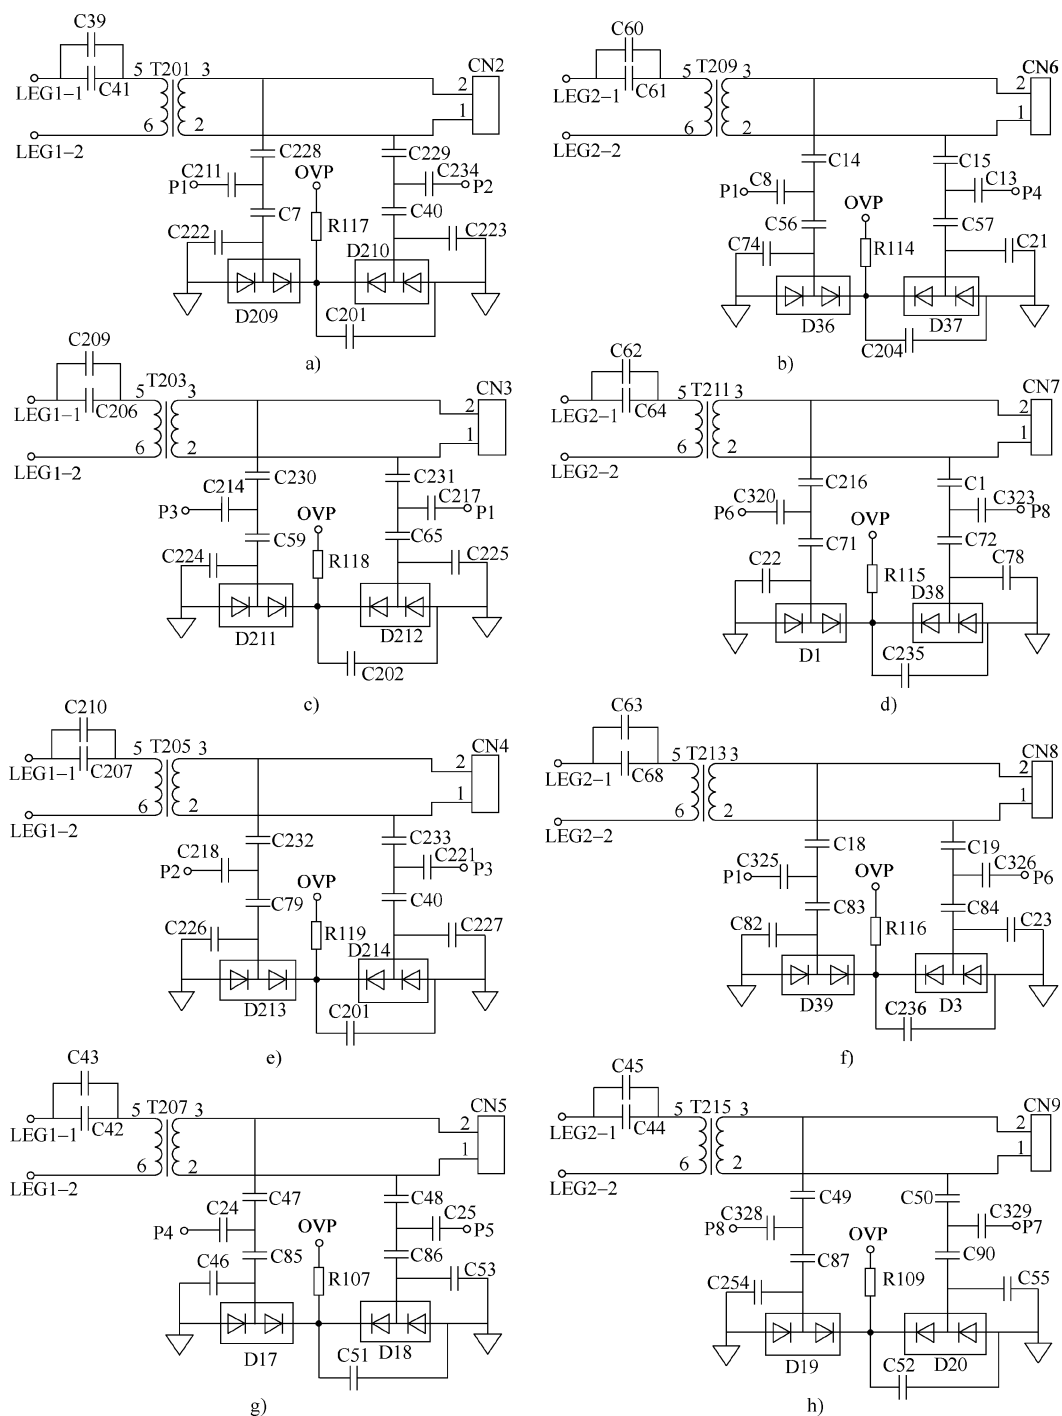 C39
LEG1-1
C41
5 T201 3
2 CN2
1
6 2
LEG1-2
C228
C229
C211
P1
OVP
C234
P2
C7
R117
C40
C222
D210
C223
D209
C201
a)
C60
LEG2-1
C61
5 T209 3
2 CN6
1
6 2
LEG2-2
C14
C15
P1 C8
OVP
C13
P4
C56
R114
C57
C74
C21
D36
D37
C204
b)
C209
LEG1-1
C206
5 T203 3
2 CN3
1
6 2
LEG1-2
C230
C231
C214
P3
OVP
C217
P1
C59
R118
C65
C224
C225
D211
D212
C202
c)
C62
LEG2-1
C64
5 T211 3
2 CN7
1
6 2
LEG2-2
C216
C1
C320
P6
OVP
C323
P8
C71
R115
C72
C22
D38
C78
D1
C235
d)
C210
LEG1-1
C207
5 T205 3
2 CN4
1
6 2
LEG1-2
C232
C233
C218
P2
OVP
C221
P3
C79
R119
C40
C226
D214
C227
D213
C201
e)
C63
LEG2-1
C68
5 T213 3
2 CN8
1
6 2
LEG2-2
C18
C19
C325
P1
OVP
C326
P6
C83
R116
C84
C82
C23
D39
D3
C236
f)
C43
LEG1-1
C42
5 T207 3
2 CN5
1
6 2
LEG1-2
C47
C48
C24
P4
OVP
C25
P5
C85
R107
C86
C46
C53
D17
D18
C51
g)
C45
LEG2-1
C44
5 T215 3
2 CN9
1
6 2
LEG2-2
C49
C50
C328
P8
OVP
C329
P7
C87
R109
C90
C254
C55
D19
D20
C52
h)